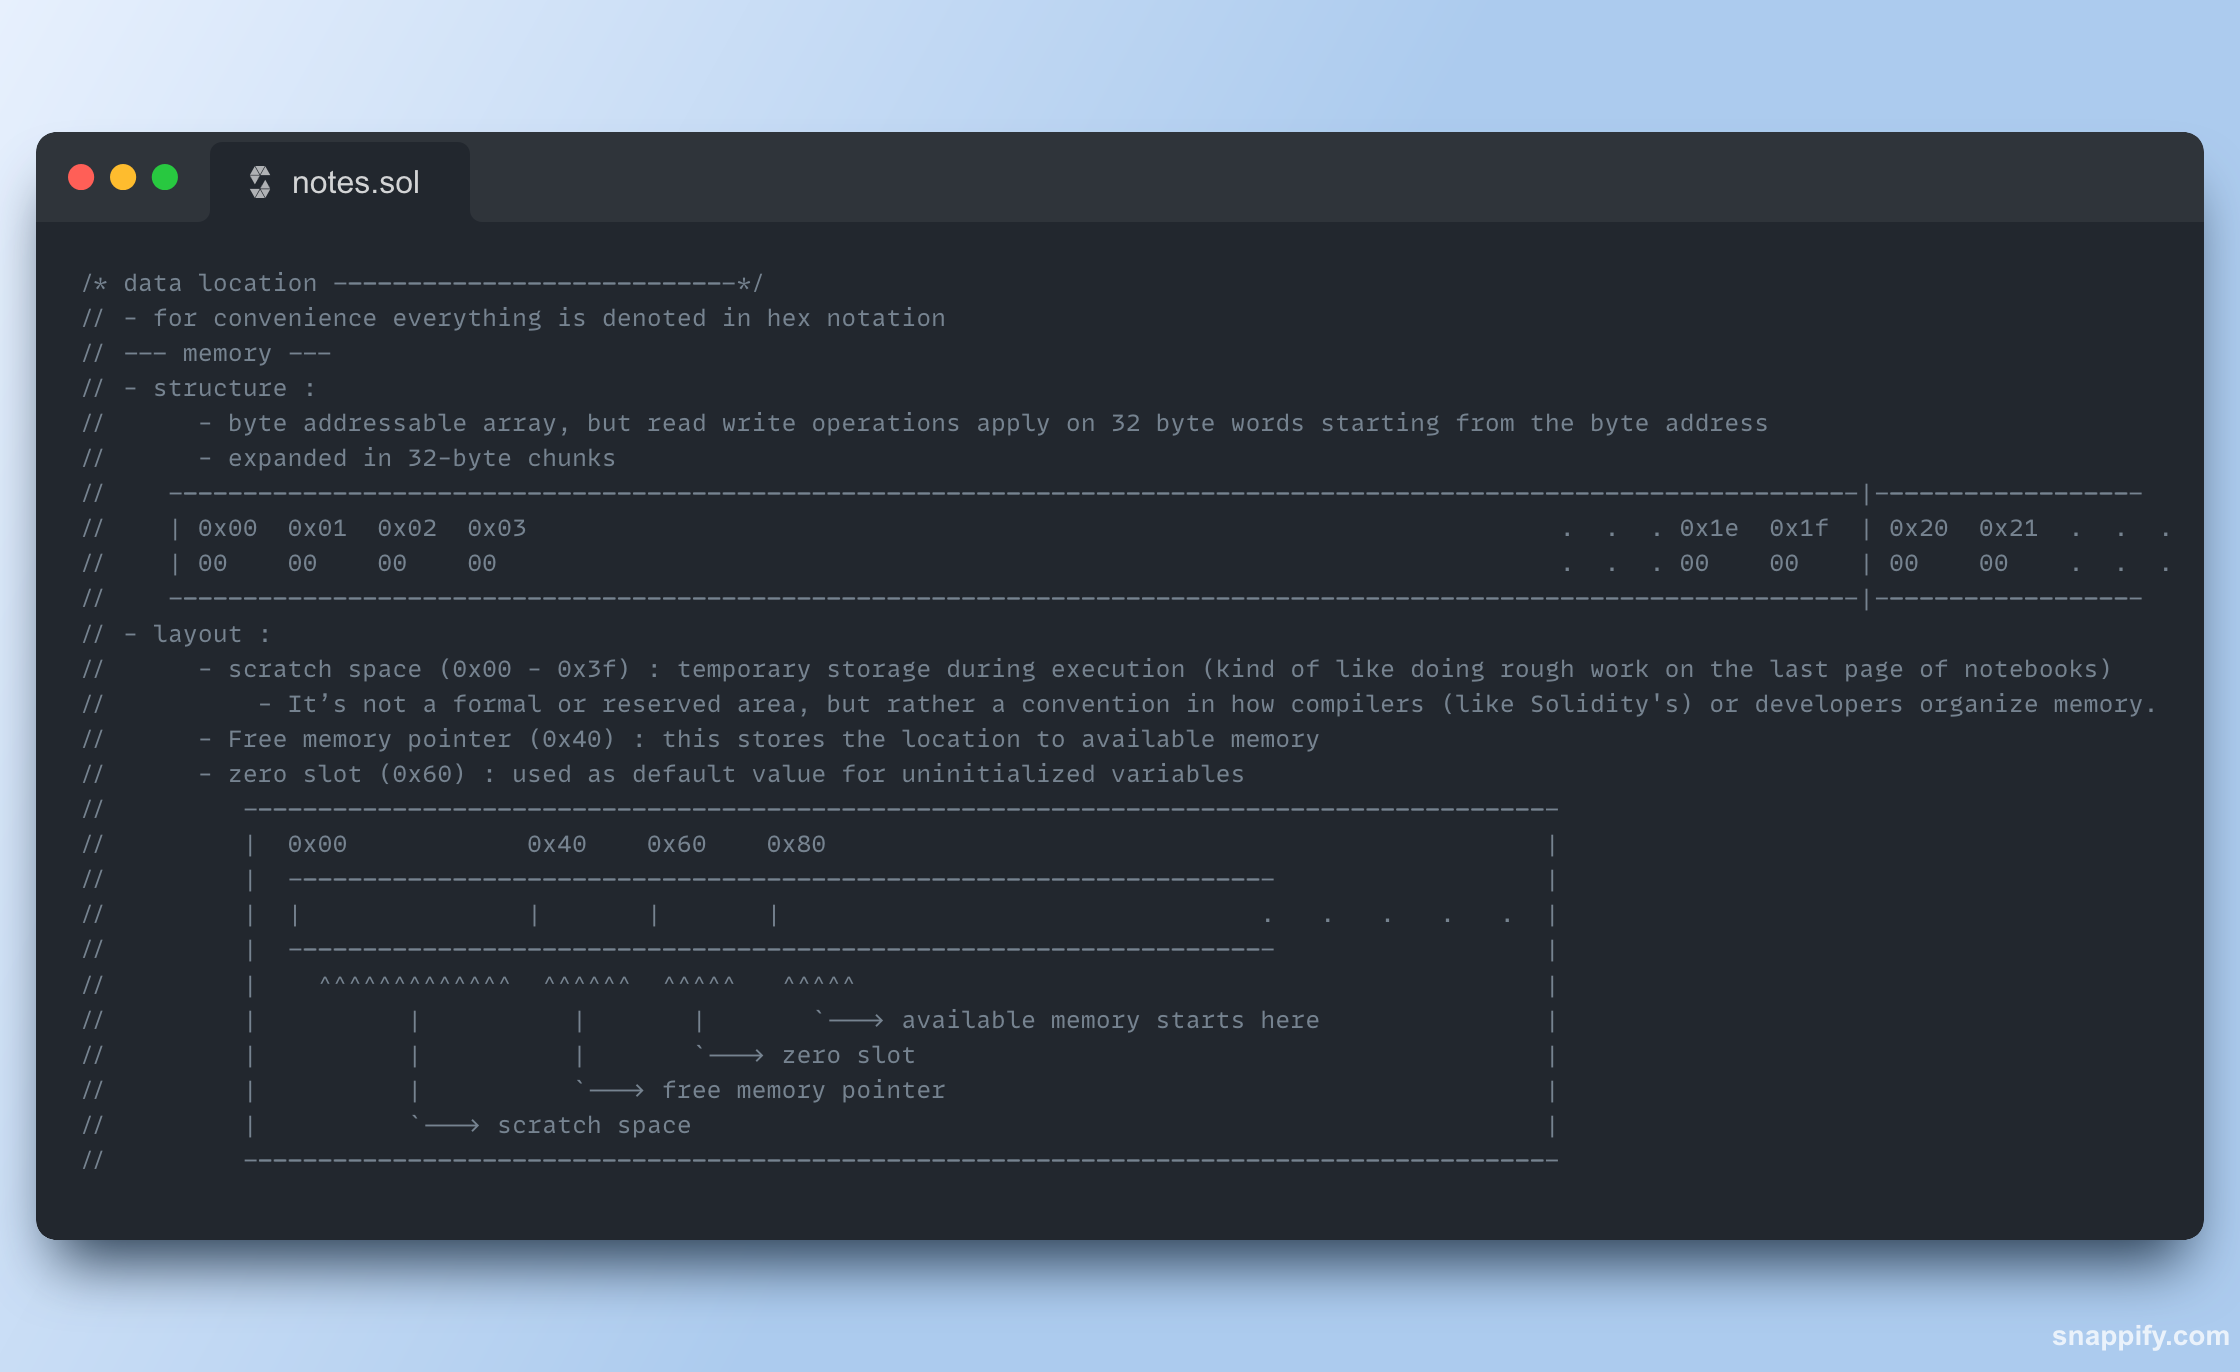 notes.sol
/* data location ---------------------------*/
// - for convenience everything is denoted in hex notation
// --- memory ---
// - structure :
//      - byte addressable array, but read write operations apply on 32 byte words starting from the byte address
//      - expanded in 32-byte chunks
//    -----------------------------------------------------------------------------------------------------------------|------------------
//    | 0x00  0x01  0x02  0x03                                                                     .  .  . 0x1e  0x1f  | 0x20  0x21  .  .  .
//    | 00    00    00    00                                                                       .  .  . 00    00    | 00    00    .  .  .
//    -----------------------------------------------------------------------------------------------------------------|------------------
// - layout :
//      - scratch space (0x00 - 0x3f) : temporary storage during execution (kind of like doing rough work on the last page of notebooks)
//          - It’s not a formal or reserved area, but rather a convention in how compilers (like Solidity's) or developers organize memory.
//      - Free memory pointer (0x40) : this stores the location to available memory
//      - zero slot (0x60) : used as default value for uninitialized variables
//         ----------------------------------------------------------------------------------------
//         |  0x00            0x40    0x60    0x80                                                |
//         |  ------------------------------------------------------------------                  |
//         |  |               |       |       |                                .   .   .   .   .  |
//         |  ------------------------------------------------------------------                  |
//         |    ^^^^^^^^^^^^^  ^^^^^^  ^^^^^   ^^^^^                                              |
//         |          |          |       |       `---> available memory starts here               |
//         |          |          |       `---> zero slot                                          |
//         |          |          `---> free memory pointer                                        |
//         |          `---> scratch space                                                         |
//         ----------------------------------------------------------------------------------------
snappify.com